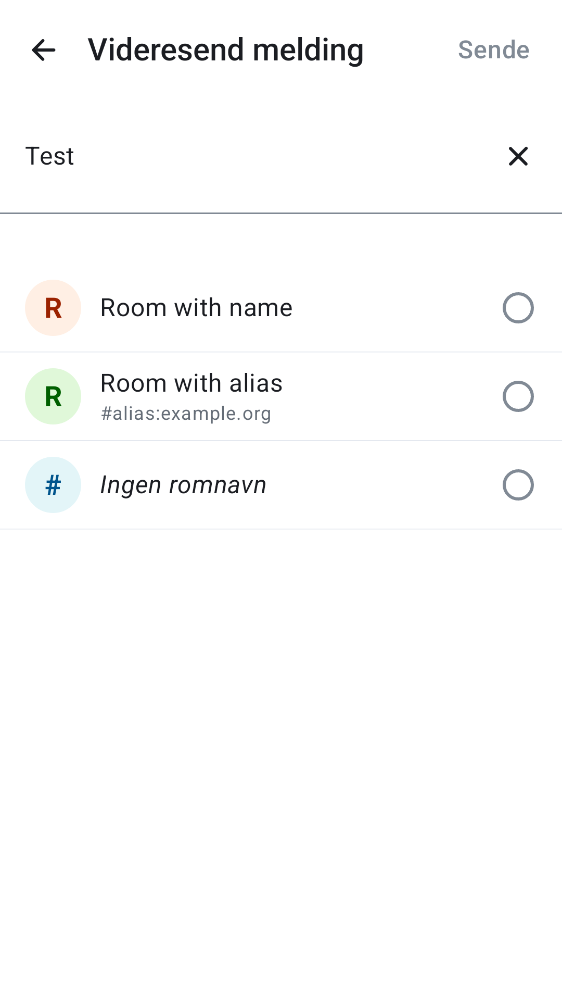 Videresend melding
Sende
Test
R
Room with name
R
Room with alias
#alias:example.org
#
Ingen romnavn